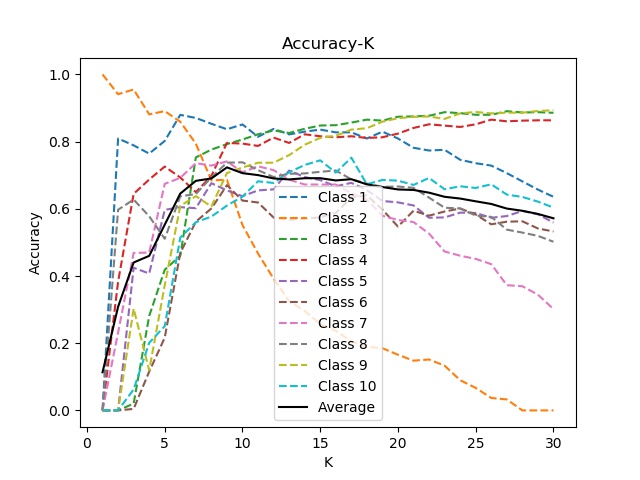 Accuracy-K
1.0
0.8
0.6
0.4
0.2
0.0
Accuracy
0 5 10 15 20 25 30
K
Class 1
Class 2
Class 3
Class 4
Class 5
Class 6
Class 7
Class 8
Class 9
Class 10
Average